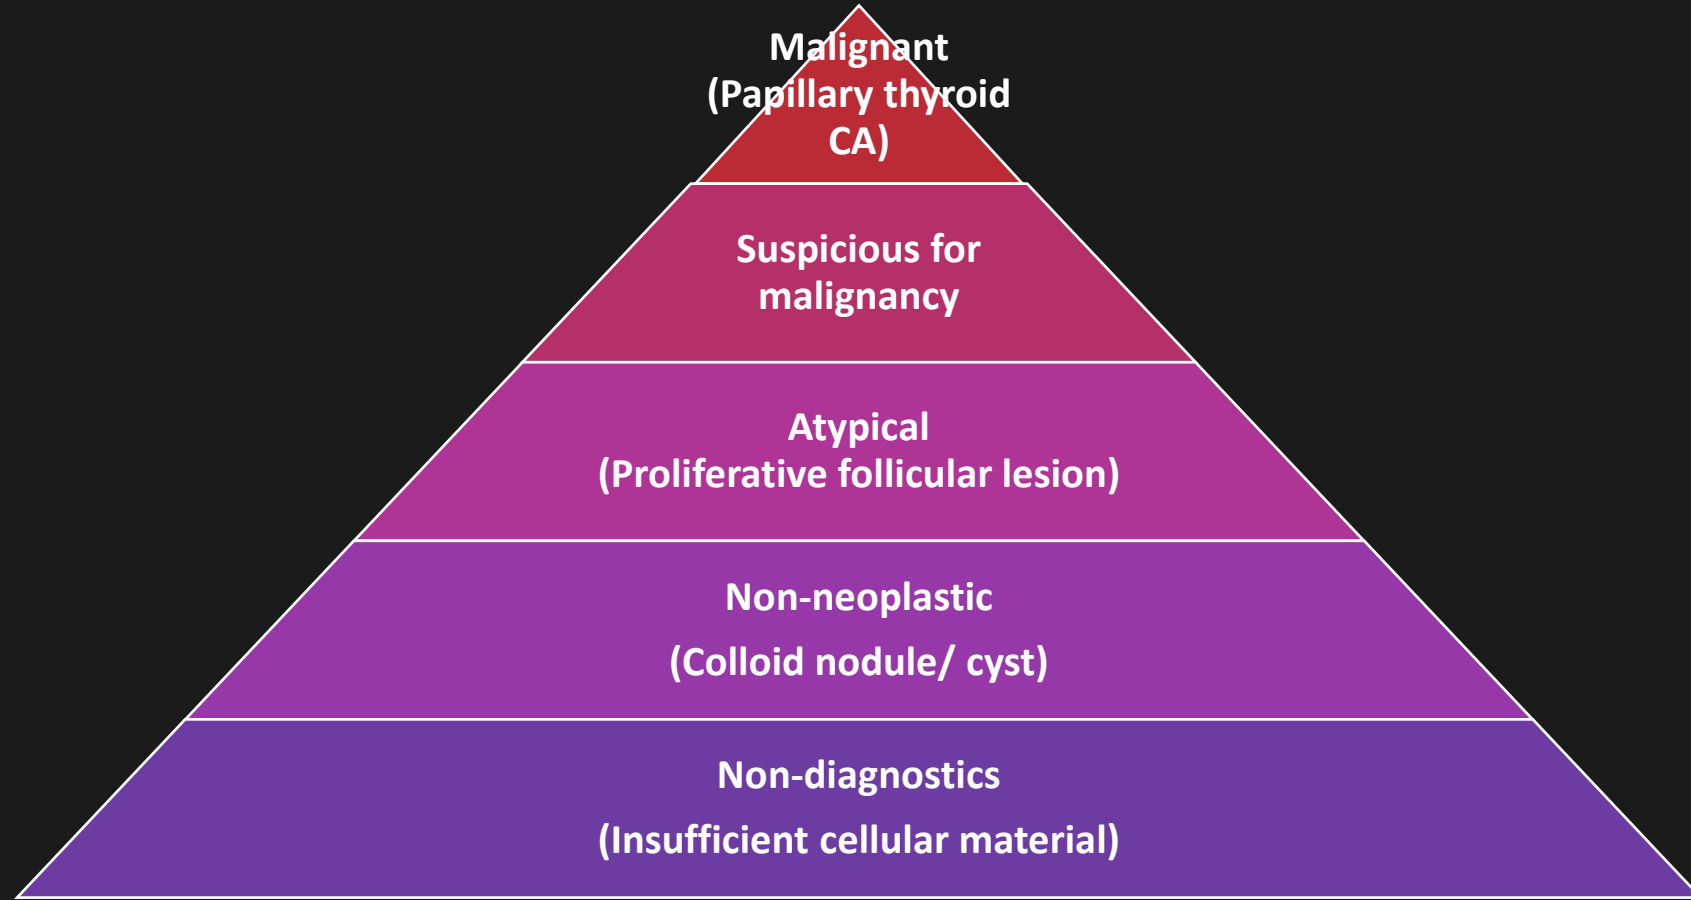 Malignant
(Papillary thyroid
CA)
Suspicious for
malignancy
Atypical
(Proliferative follicular lesion)
Non-neoplastic
(Colloid nodule/ cyst)
Non-diagnostics
(Insufficient cellular material)